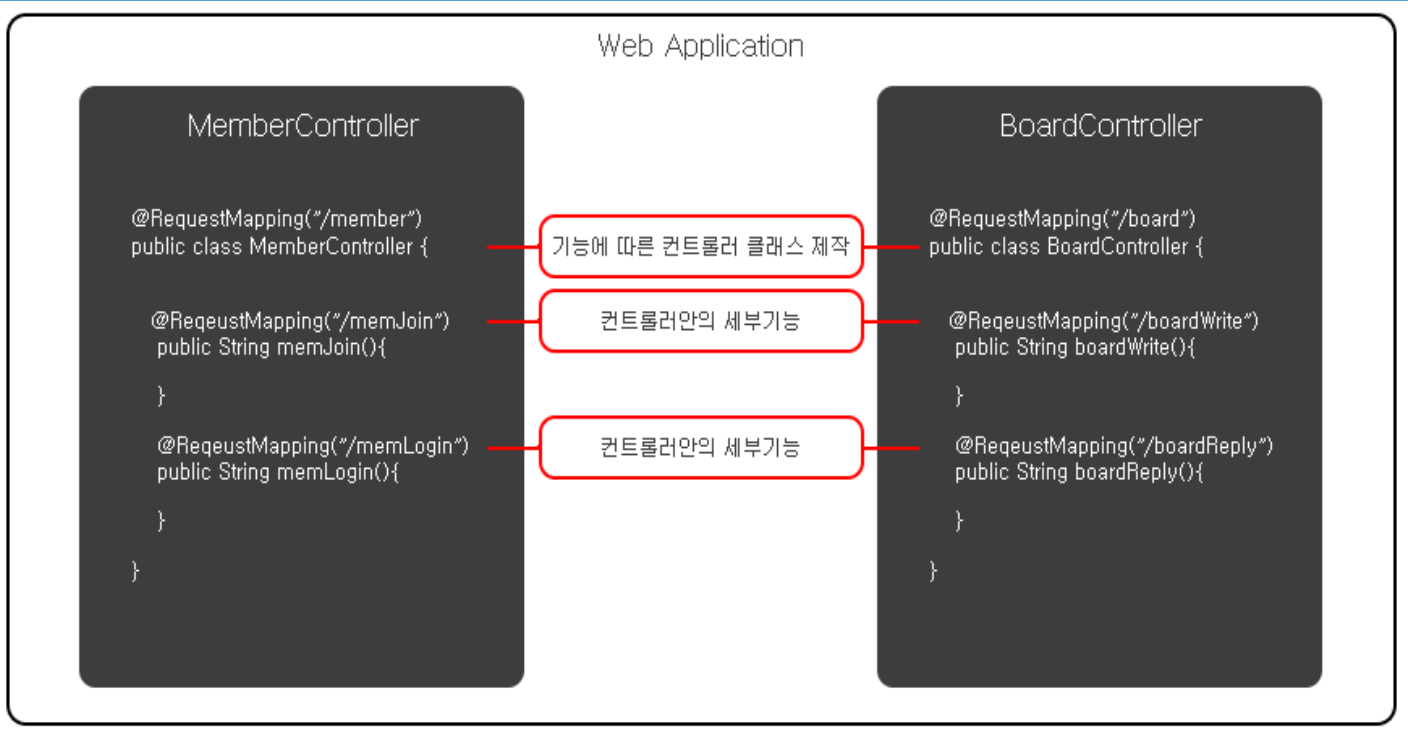 Web Application
MemberController
@RequestMapping("/member")
public class MemberController {
@ReqeustMapping("/memJoin")
public String memJoin(){
}
@ReqeustMapping("/memLogin")
public String memLogin(){
}
}
기능에 따른 컨트롤러 클래스 제작
컨트롤러안의 세부기능
컨트롤러안의 세부기능
BoardController
@RequestMapping("/board")
public class BoardController {
@ReqeustMapping("/boardWrite")
public String boardWrite(){
}
@ReqeustMapping("/boardReply")
public String boardReply(){
}
}